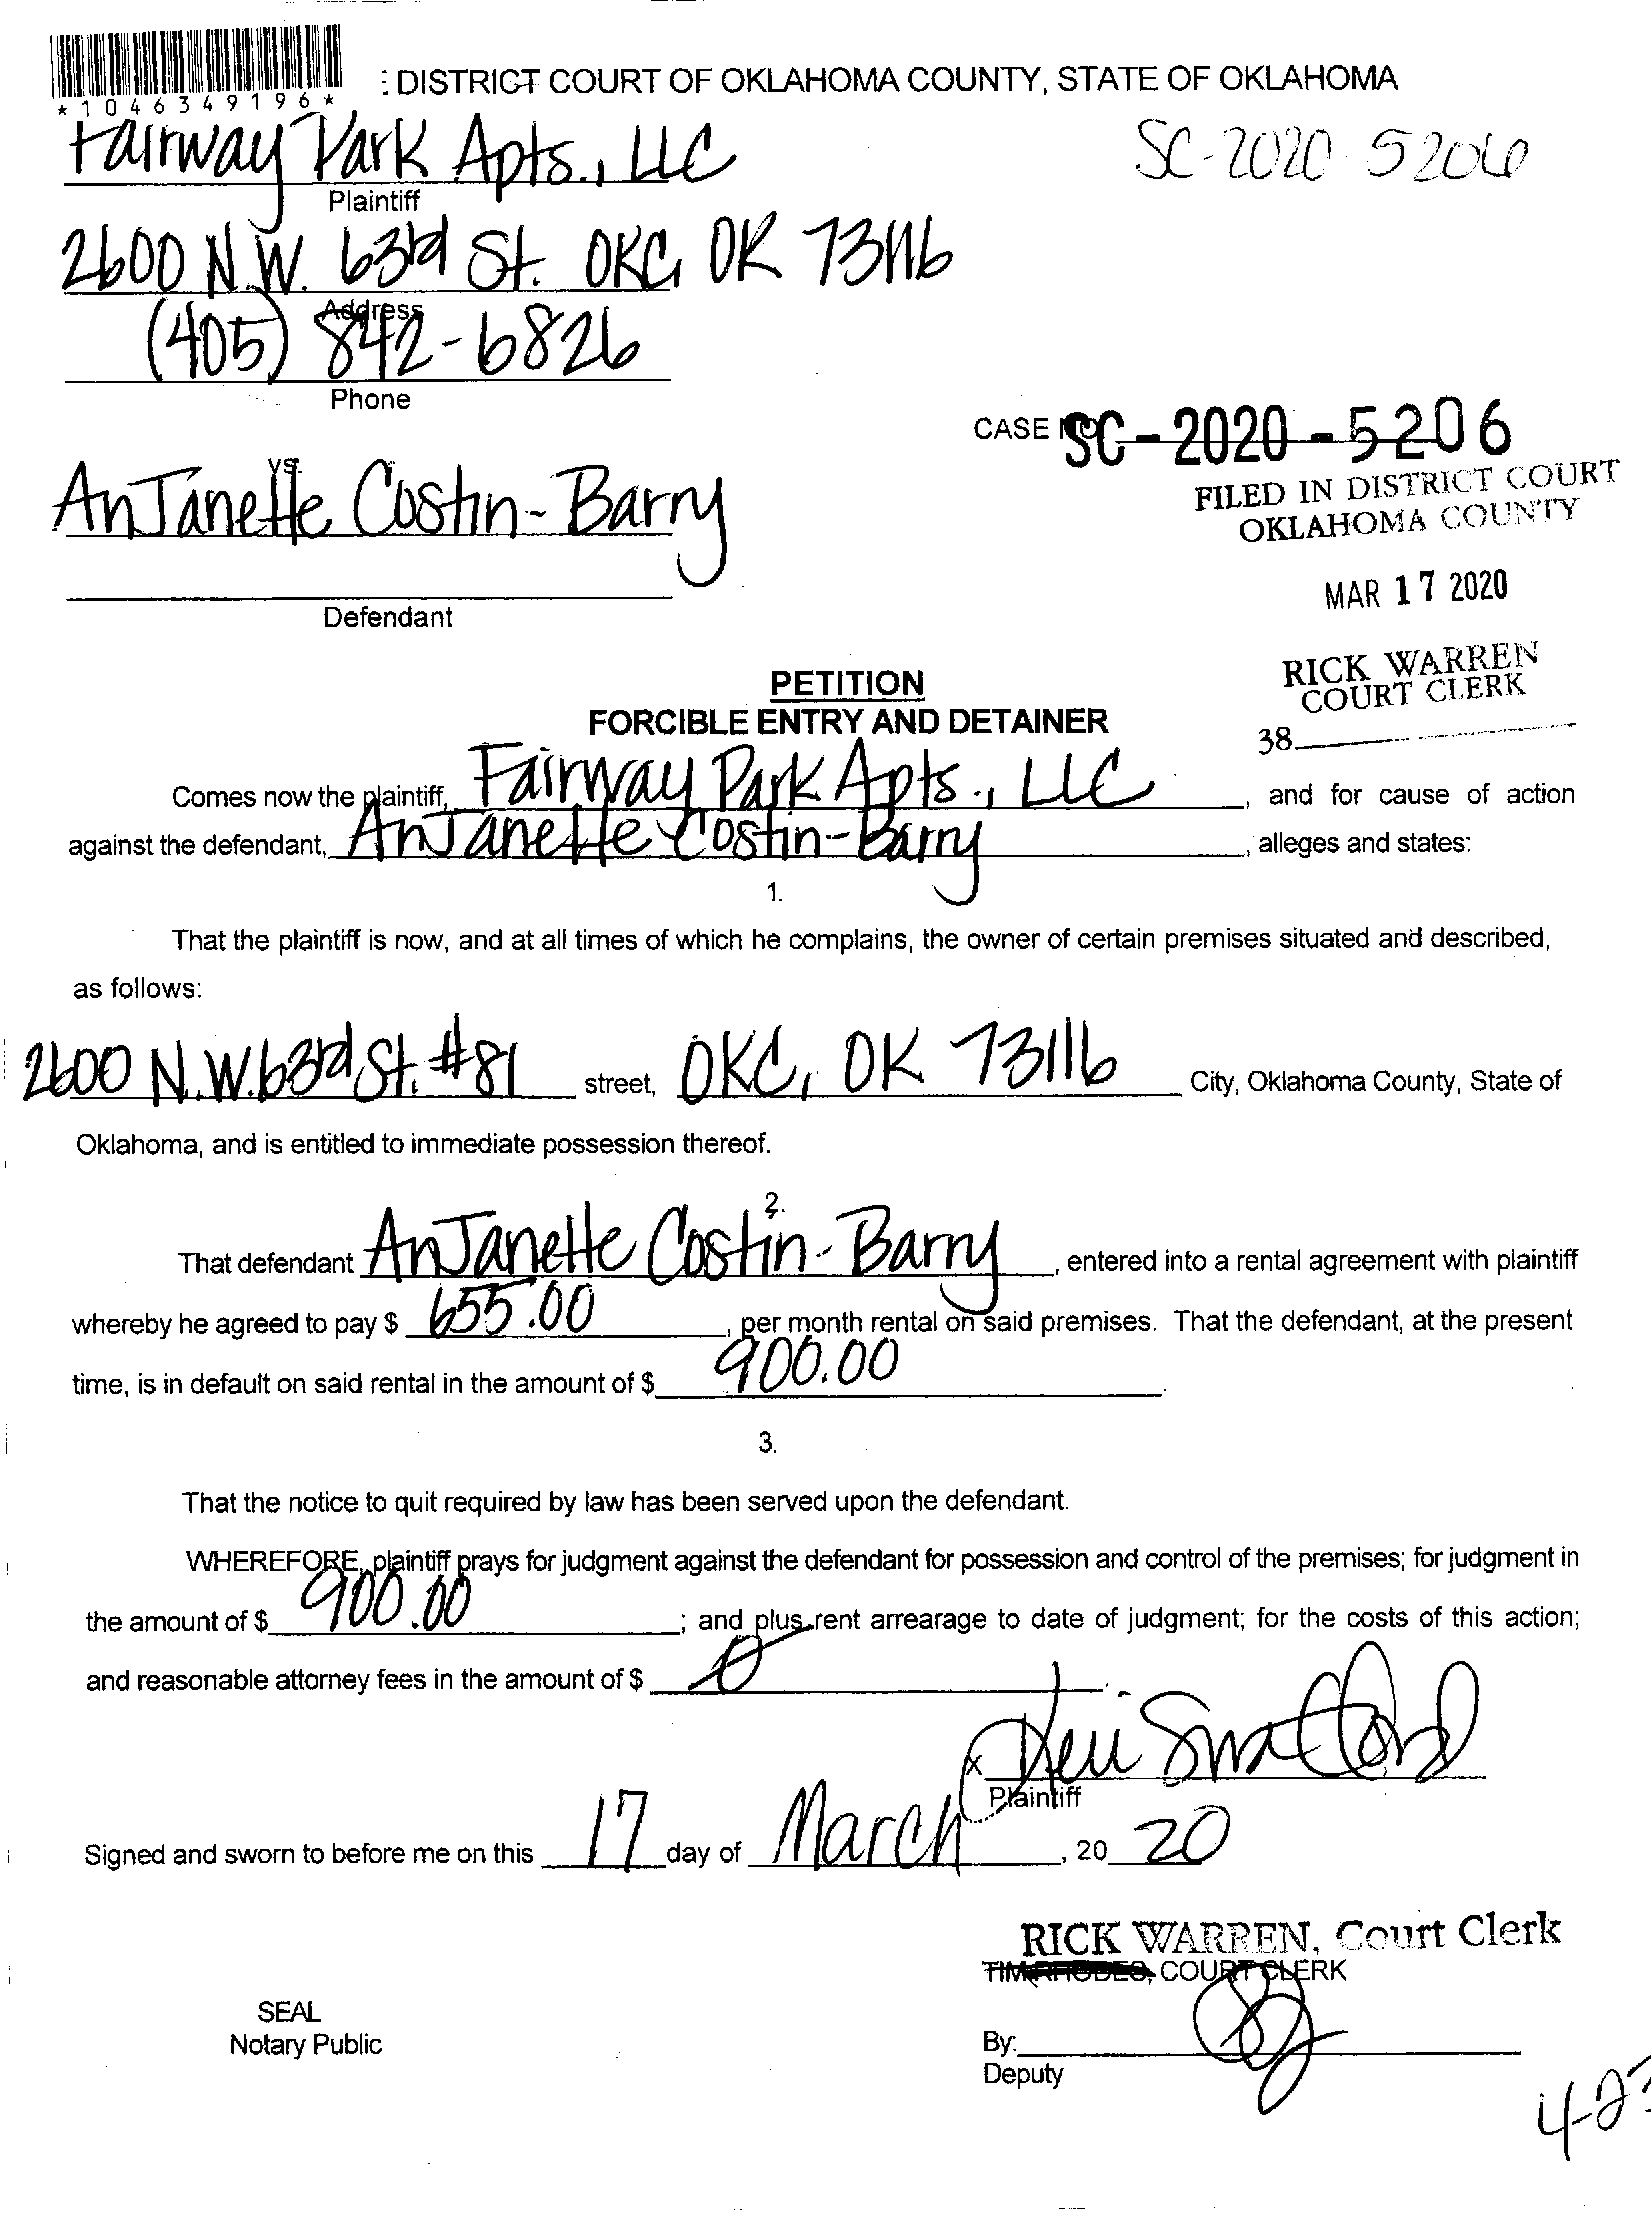 *1046349196*
: DISTRICT COURT OF OKLAHOMA COUNTY, STATE OF OKLAHOMA
Fairway Park Apts., LLC
SC-2020-5206
Plaintiff
2600 N.W. 63rd St. OKC, OK 73116
Address
(405) 842-6826
Phone
CASE NO. SC-2020-5206
FILED IN DISTRICT COURT
OKLAHOMA COUNTY
vs.
AnJanette Costin-Barry
MAR 17 2020
Defendant
RICK WARREN
COURT CLERK
38
PETITION
FORCIBLE ENTRY AND DETAINER
Comes now the plaintiff, Fairway Park Apts., LLC, and for cause of action
against the defendant, AnJanette Costin-Barry, alleges and states:
1.
That the plaintiff is now, and at all times of which he complains, the owner of certain premises situated and described,
as follows:
2600 N.W. 63rd St. #81 street, OKC, OK 73116 City, Oklahoma County, State of
Oklahoma, and is entitled to immediate possession thereof.
2.
That defendant AnJanette Costin-Barry, entered into a rental agreement with plaintiff
whereby he agreed to pay $ 655.00, per month rental on said premises. That the defendant, at the present
time, is in default on said rental in the amount of $ 900.00.
3.
That the notice to quit required by law has been served upon the defendant.
WHEREFORE, plaintiff prays for judgment against the defendant for possession and control of the premises; for judgment in
the amount of $ 900.00; and plus rent arrearage to date of judgment; for the costs of this action;
and reasonable attorney fees in the amount of $ 0.
x
Plaintiff
Signed and sworn to before me on this 17 day of March, 20 20
RICK WARREN, Court Clerk
TIM RHODES, COURT CLERK
SEAL
Notary Public
By:
Deputy